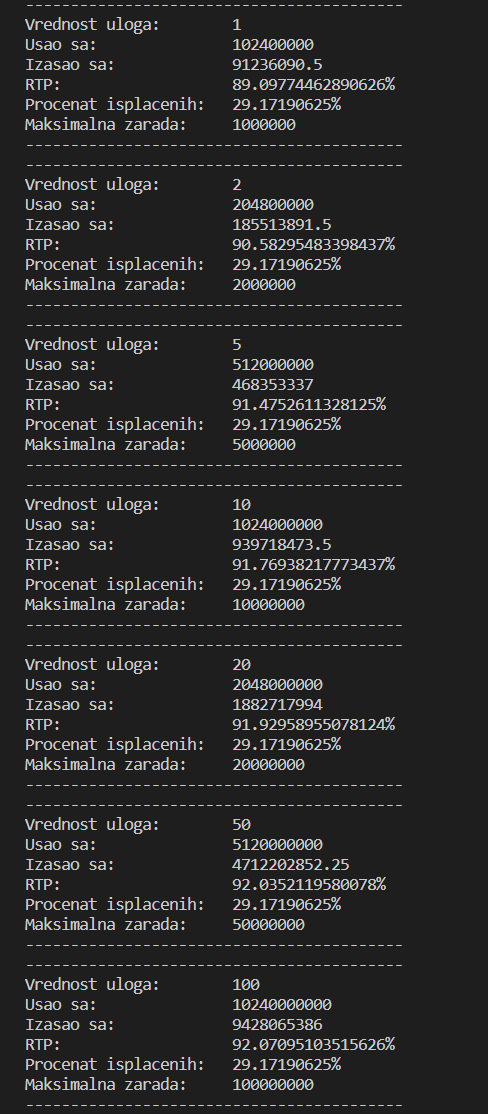 ------------------------------------------
Vrednost uloga:        1
Usao sa:               102400000
Izasao sa:             91236090.5
RTP:                   89.09774462890626%
Procenat isplacenih:   29.17190625%
Maksimalna zarada:     1000000
------------------------------------------
------------------------------------------
Vrednost uloga:        2
Usao sa:               204800000
Izasao sa:             185513891.5
RTP:                   90.58295483398437%
Procenat isplacenih:   29.17190625%
Maksimalna zarada:     2000000
------------------------------------------
------------------------------------------
Vrednost uloga:        5
Usao sa:               512000000
Izasao sa:             468353337
RTP:                   91.4752611328125%
Procenat isplacenih:   29.17190625%
Maksimalna zarada:     5000000
------------------------------------------
------------------------------------------
Vrednost uloga:        10
Usao sa:               1024000000
Izasao sa:             939718473.5
RTP:                   91.76938217773437%
Procenat isplacenih:   29.17190625%
Maksimalna zarada:     10000000
------------------------------------------
------------------------------------------
Vrednost uloga:        20
Usao sa:               2048000000
Izasao sa:             1882717994
RTP:                   91.92958955078124%
Procenat isplacenih:   29.17190625%
Maksimalna zarada:     20000000
------------------------------------------
------------------------------------------
Vrednost uloga:        50
Usao sa:               5120000000
Izasao sa:             4712202852.25
RTP:                   92.0352119580078%
Procenat isplacenih:   29.17190625%
Maksimalna zarada:     50000000
------------------------------------------
------------------------------------------
Vrednost uloga:        100
Usao sa:               10240000000
Izasao sa:             9428065386
RTP:                   92.07095103515626%
Procenat isplacenih:   29.17190625%
Maksimalna zarada:     100000000
------------------------------------------